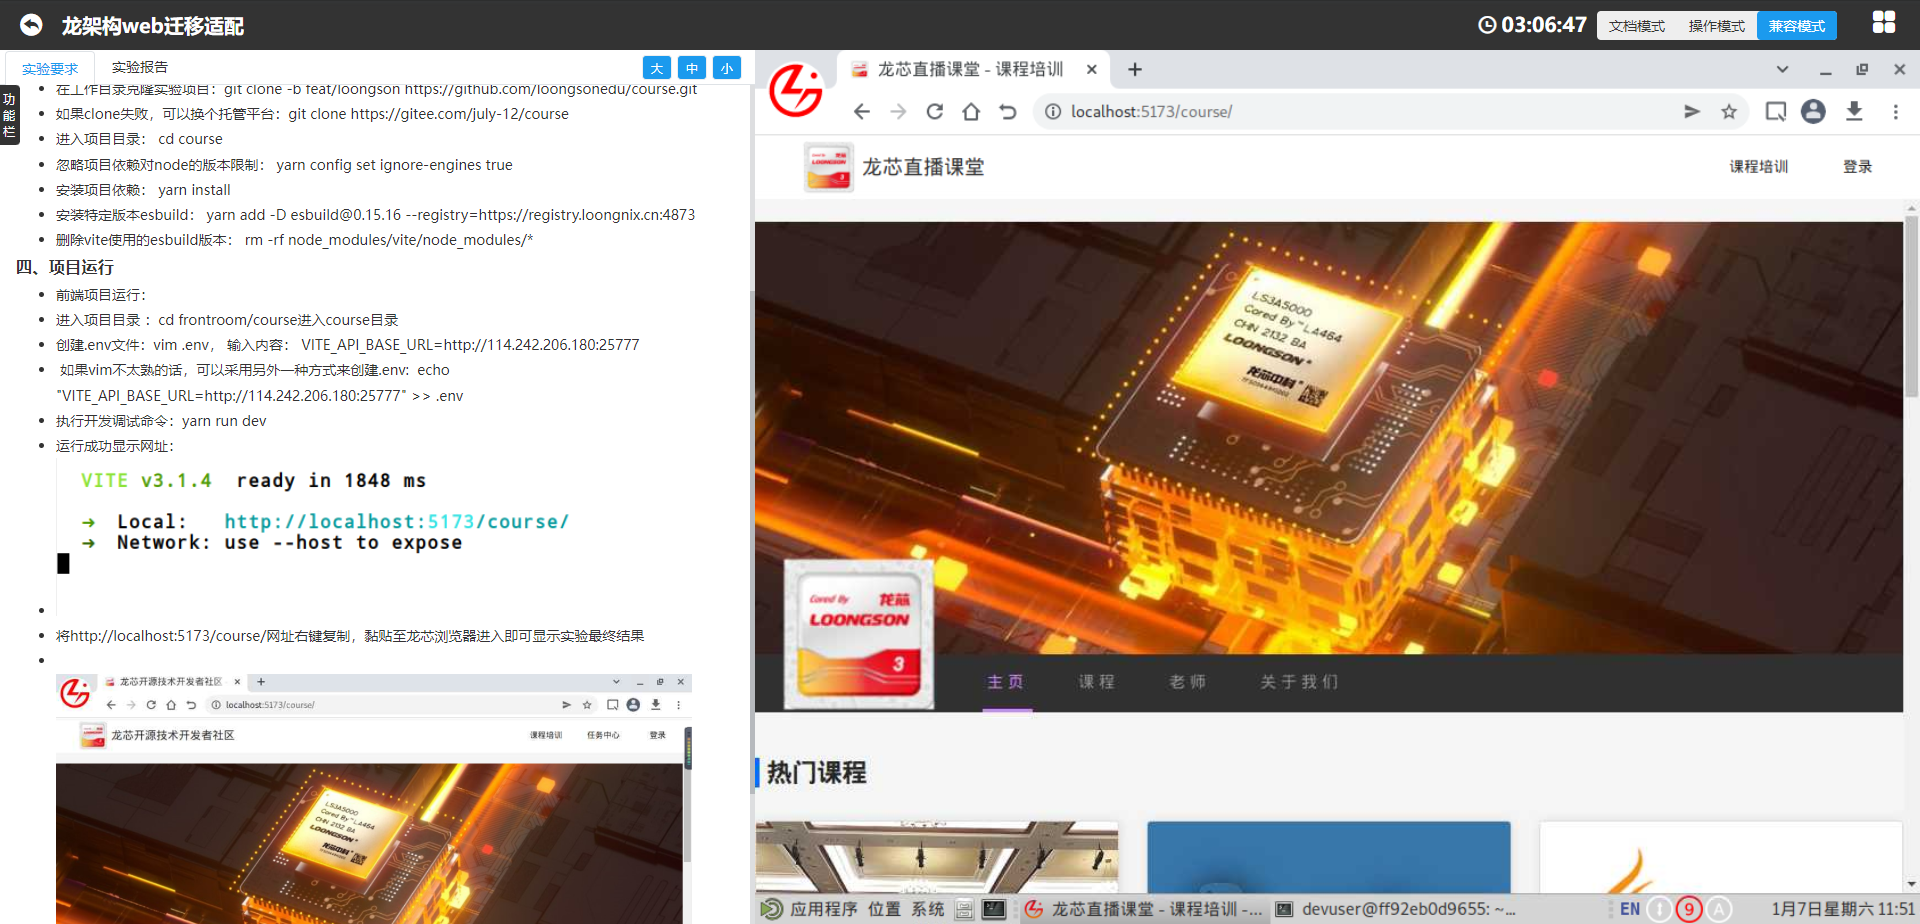 龙架构web迁移适配
03:06:47
文档模式
操作模式
兼容模式
实验要求
实验报告
大
中
小
功能栏
在工作目录克隆实验项目：git clone -b feat/loongson https://github.com/loongsonedu/course.git
如果clone失败，可以换个托管平台：git clone https://gitee.com/july-12/course
进入项目目录： cd course
忽略项目依赖对node的版本限制： yarn config set ignore-engines true
安装项目依赖： yarn install
安装特定版本esbuild： yarn add -D esbuild@0.15.16 --registry=https://registry.loongnix.cn:4873
删除vite使用的esbuild版本： rm -rf node_modules/vite/node_modules/*
四、项目运行
前端项目运行：
进入项目目录 ：cd frontroom/course进入course目录
创建.env文件：vim .env， 输入内容： VITE_API_BASE_URL=http://114.242.206.180:25777
如果vim不太熟的话，可以采用另外一种方式来创建.env: echo
"VITE_API_BASE_URL=http://114.242.206.180:25777" >> .env
执行开发调试命令：yarn run dev
运行成功显示网址：
VITE v3.1.4 ready in 1848 ms
➜ Local: http://localhost:5173/course/
➜ Network: use --host to expose
将http://localhost:5173/course/网址右键复制，黏贴至龙芯浏览器进入即可显示实验最终结果
龙芯开源技术开发者社区
localhost:5173/course/
龙芯开源技术开发者社区
课程培训
任务中心
登录
LS3A5000
Cored By™LA464
CHN 2132 BA
LOONGSON
龙芯中科
龙芯直播课堂 - 课程培训
localhost:5173/course/
龙芯直播课堂
课程培训
登录
LS3A5000
Cored By™LA464
CHN 2132 BA
LOONGSON
龙芯中科
Cored By 龙芯
LOONGSON
3
主页
课程
老师
关于我们
热门课程
应用程序
位置
系统
龙芯直播课堂 - 课程培训 -...
devuser@ff92eb0d9655: ~...
EN
9
A
1月7日星期六 11:51